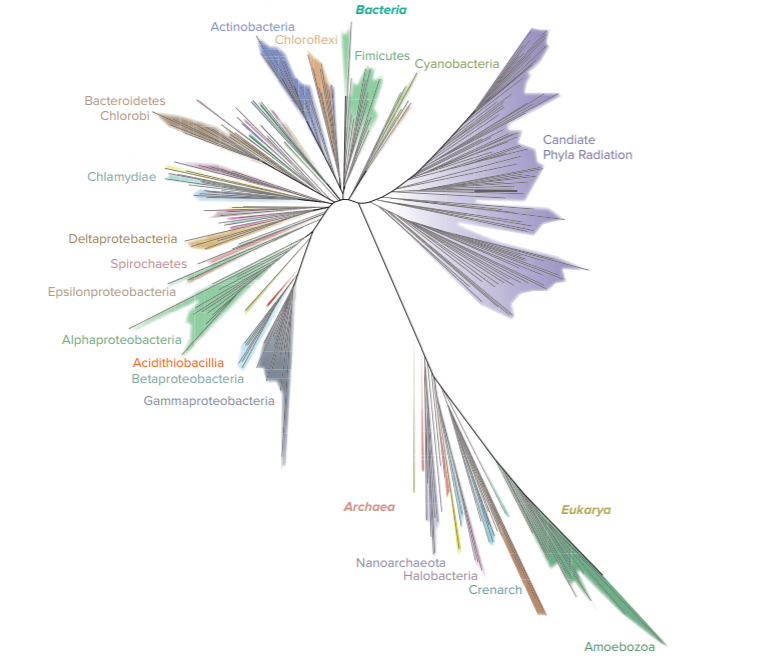 Bacteria
Actinobacteria
Chloroflexi
Fimicutes
Cyanobacteria
Bacteroidetes
Chlorobi
Candiate
Phyla Radiation
Chlamydiae
Deltaprotebacteria
Spirochaetes
Epsilonproteobacteria
Alphaproteobacteria
Acidithiobacillia
Betaproteobacteria
Gammaproteobacteria
Archaea
Eukarya
Nanoarchaeota
Halobacteria
Crenarch
Amoebozoa